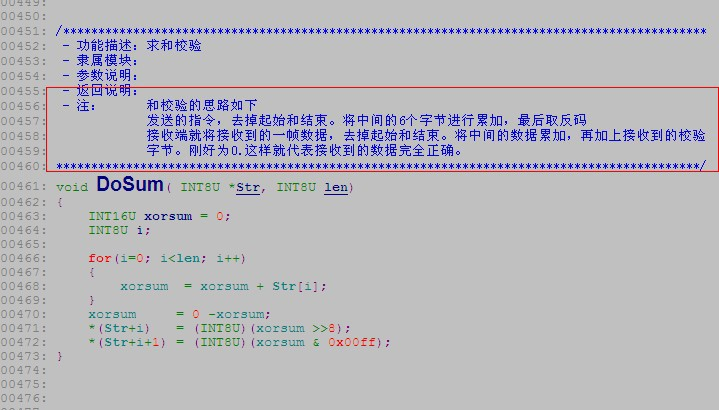 00449:
00450:
00451: /**********************************************************************************
00452: - 功能描述: 求和校验
00453: - 隶属模块:
00454: - 参数说明:
00455: - 返回说明:
00456: - 注: 和校验的思路如下
00457: 发送的指令，去掉起始和结束。将中间的6个字节进行累加，最后取反码
00458: 接收端就将接收到的一帧数据，去掉起始和结束。将中间的数据累加，再加上接收到的校验
00459: 字节。刚好为0.这样就代表接收到的数据完全正确。
00460: **********************************************************************************/
00461: void DoSum( INT8U *Str, INT8U len)
00462: {
00463: INT16U xorsum = 0;
00464: INT8U i;
00465:
00466: for(i=0; i<len; i++)
00467: {
00468: xorsum = xorsum + Str[i];
00469: }
00470: xorsum = 0 -xorsum;
00471: *(Str+i) = (INT8U)(xorsum >>8);
00472: *(Str+i+1) = (INT8U)(xorsum & 0x00ff);
00473: }
00474:
00475:
00476: